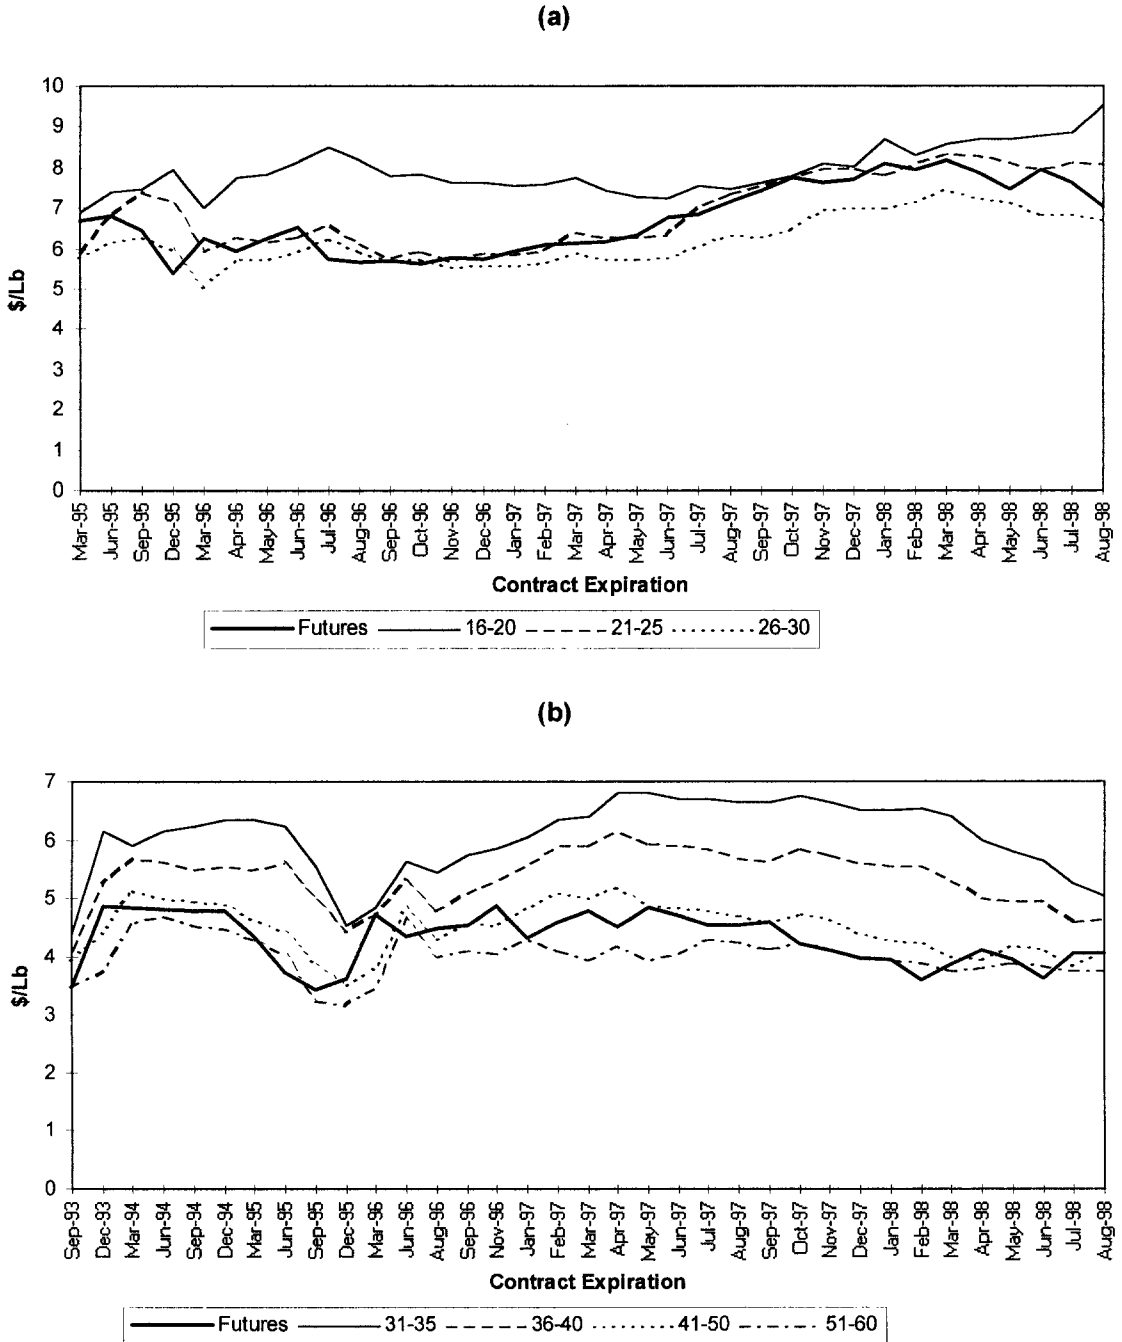 (a)
10
9
8
7
6
5
4
3
2
1
0
$/Lb
Mar-95 Jun-95 Sep-95 Dec-95 Mar-96 Apr-96 May-96 Jun-96 Jul-96 Aug-96 Sep-96 Oct-96 Nov-96 Dec-96 Jan-97 Feb-97 Mar-97 Apr-97 May-97 Jun-97 Jul-97 Aug-97 Sep-97 Oct-97 Nov-97 Dec-97 Jan-98 Feb-98 Mar-98 Apr-98 May-98 Jun-98 Jul-98 Aug-98
Contract Expiration
Futures 16-20 21-25 26-30
(b)
7
6
5
4
3
2
1
0
$/Lb
Sep-93 Dec-93 Mar-94 Jun-94 Sep-94 Dec-94 Mar-95 Jun-95 Sep-95 Dec-95 Mar-96 Jun-96 Aug-96 Sep-96 Nov-96 Jan-97 Feb-97 Mar-97 Apr-97 May-97 Jun-97 Jul-97 Aug-97 Sep-97 Oct-97 Nov-97 Dec-97 Jan-98 Feb-98 Mar-98 Apr-98 May-98 Jun-98 Jul-98 Aug-98
Contract Expiration
Futures 31-35 36-40 41-50 51-60